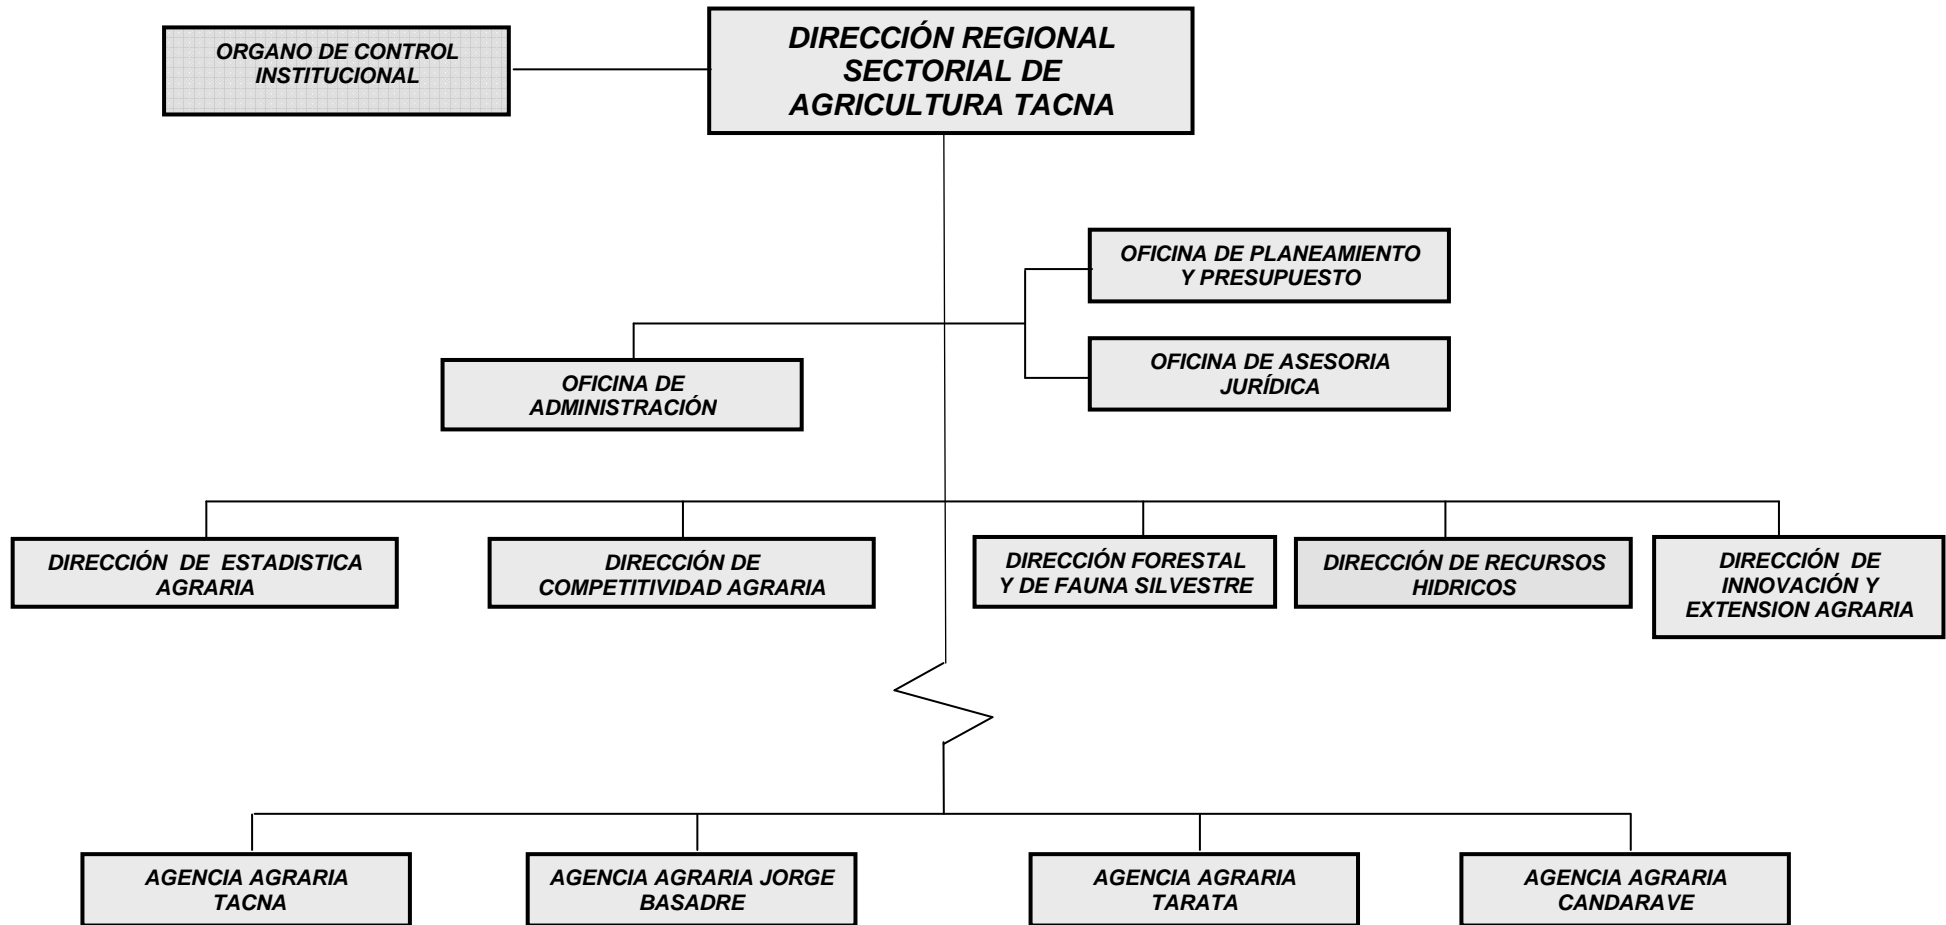 ORGANO DE CONTROL
INSTITUCIONAL
DIRECCIÓN REGIONAL
SECTORIAL DE
AGRICULTURA TACNA
OFICINA DE PLANEAMIENTO
Y PRESUPUESTO
OFICINA DE ASESORIA
JURÍDICA
OFICINA DE
ADMINISTRACIÓN
DIRECCIÓN DE ESTADISTICA
AGRARIA
DIRECCIÓN DE
COMPETITIVIDAD AGRARIA
DIRECCIÓN FORESTAL
Y DE FAUNA SILVESTRE
DIRECCIÓN DE RECURSOS
HIDRICOS
DIRECCIÓN DE
INNOVACIÓN Y
EXTENSION AGRARIA
AGENCIA AGRARIA
TACNA
AGENCIA AGRARIA JORGE
BASADRE
AGENCIA AGRARIA
TARATA
AGENCIA AGRARIA
CANDARAVE